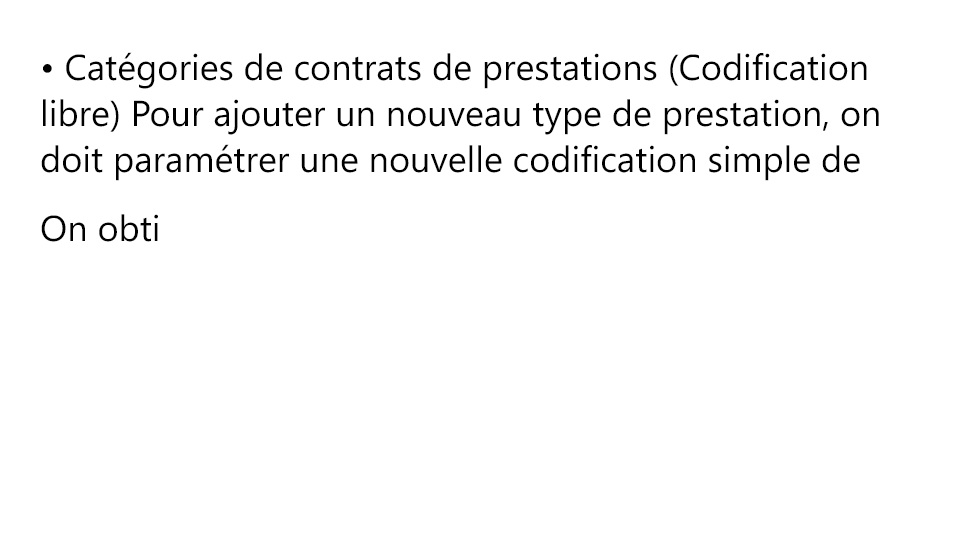 • Catégories de contrats de prestations (Codification
libre) Pour ajouter un nouveau type de prestation, on
doit paramétrer une nouvelle codification simple de
On obti